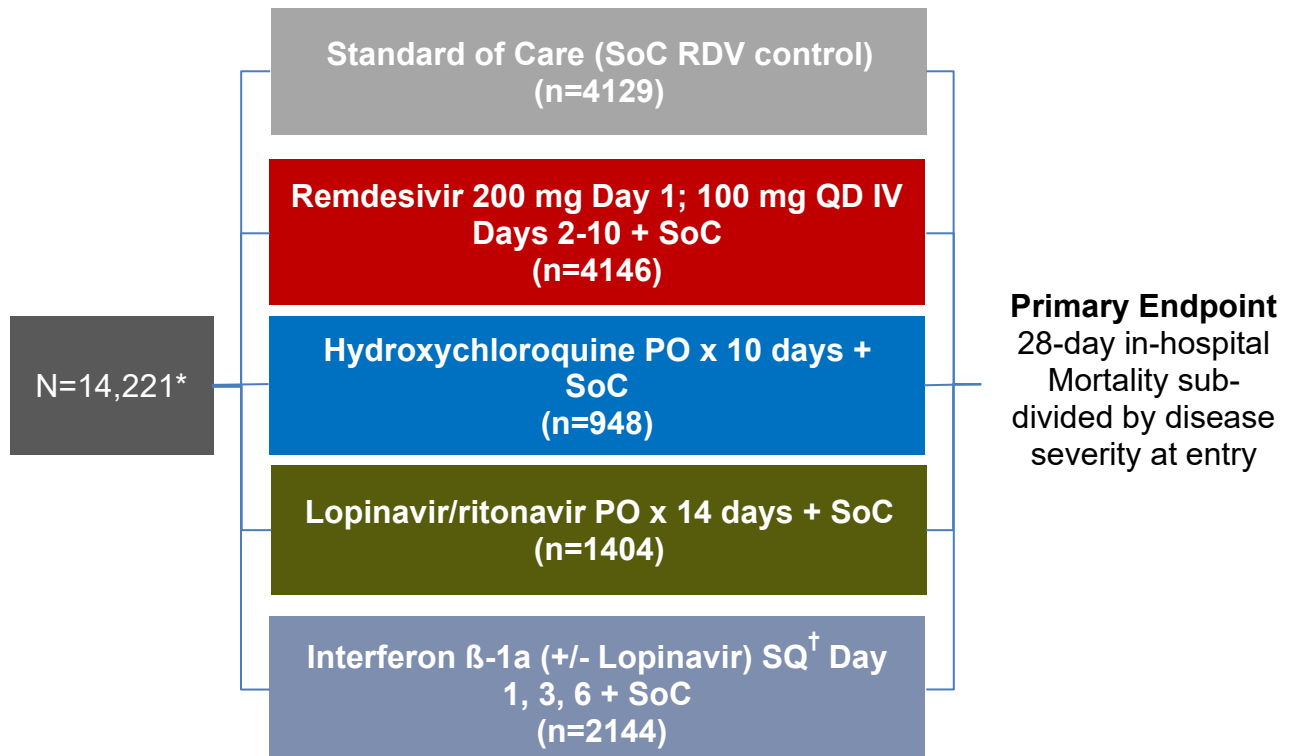 Standard of Care (SoC RDV control)
(n=4129)
Remdesivir 200 mg Day 1; 100 mg QD IV
Days 2-10 + SoC
(n=4146)
N=14,221*
Hydroxychloroquine PO x 10 days +
SoC
(n=948)
Lopinavir/ritonavir PO x 14 days + SoC
(n=1404)
Interferon ß-1a (+/- Lopinavir) SQ† Day
1, 3, 6 + SoC
(n=2144)
Primary Endpoint
28-day in-hospital
Mortality sub-
divided by disease
severity at entry